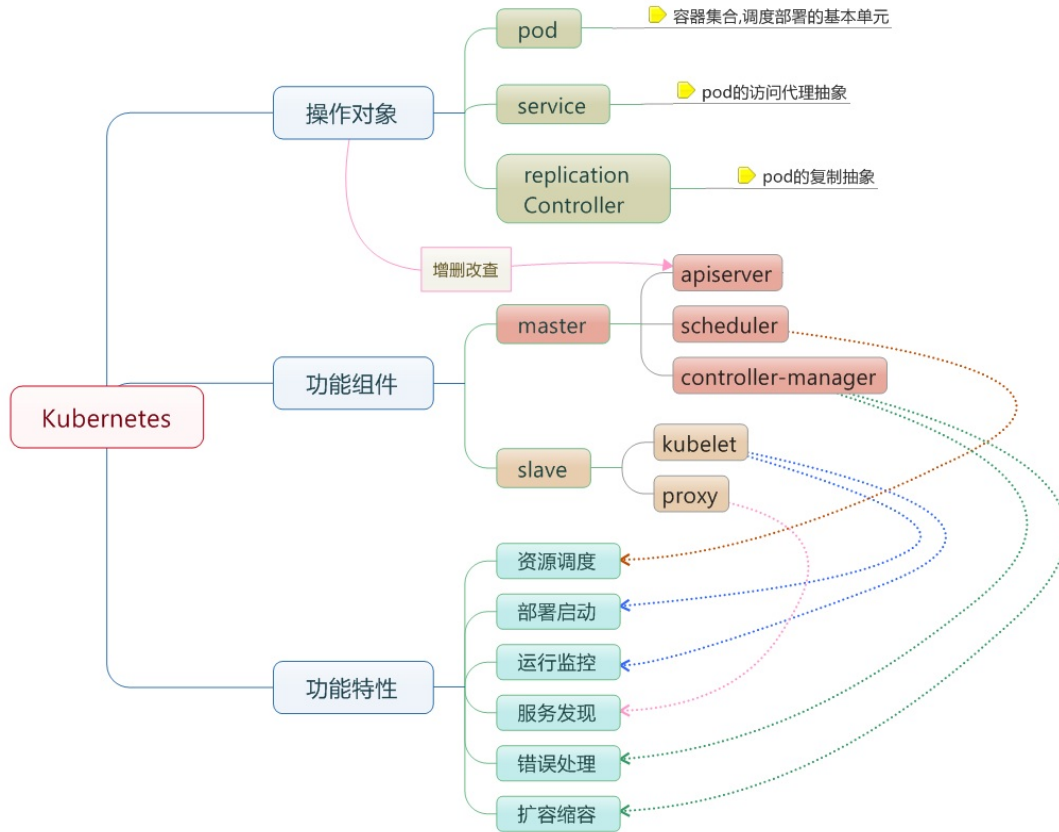 pod
容器集合,调度部署的基本单元
操作对象
service
pod的访问代理抽象
replication
Controller
pod的复制抽象
增删改查
apiserver
master
scheduler
功能组件
controller-manager
Kubernetes
kubelet
slave
proxy
资源调度
部署启动
运行监控
功能特性
服务发现
错误处理
扩容缩容